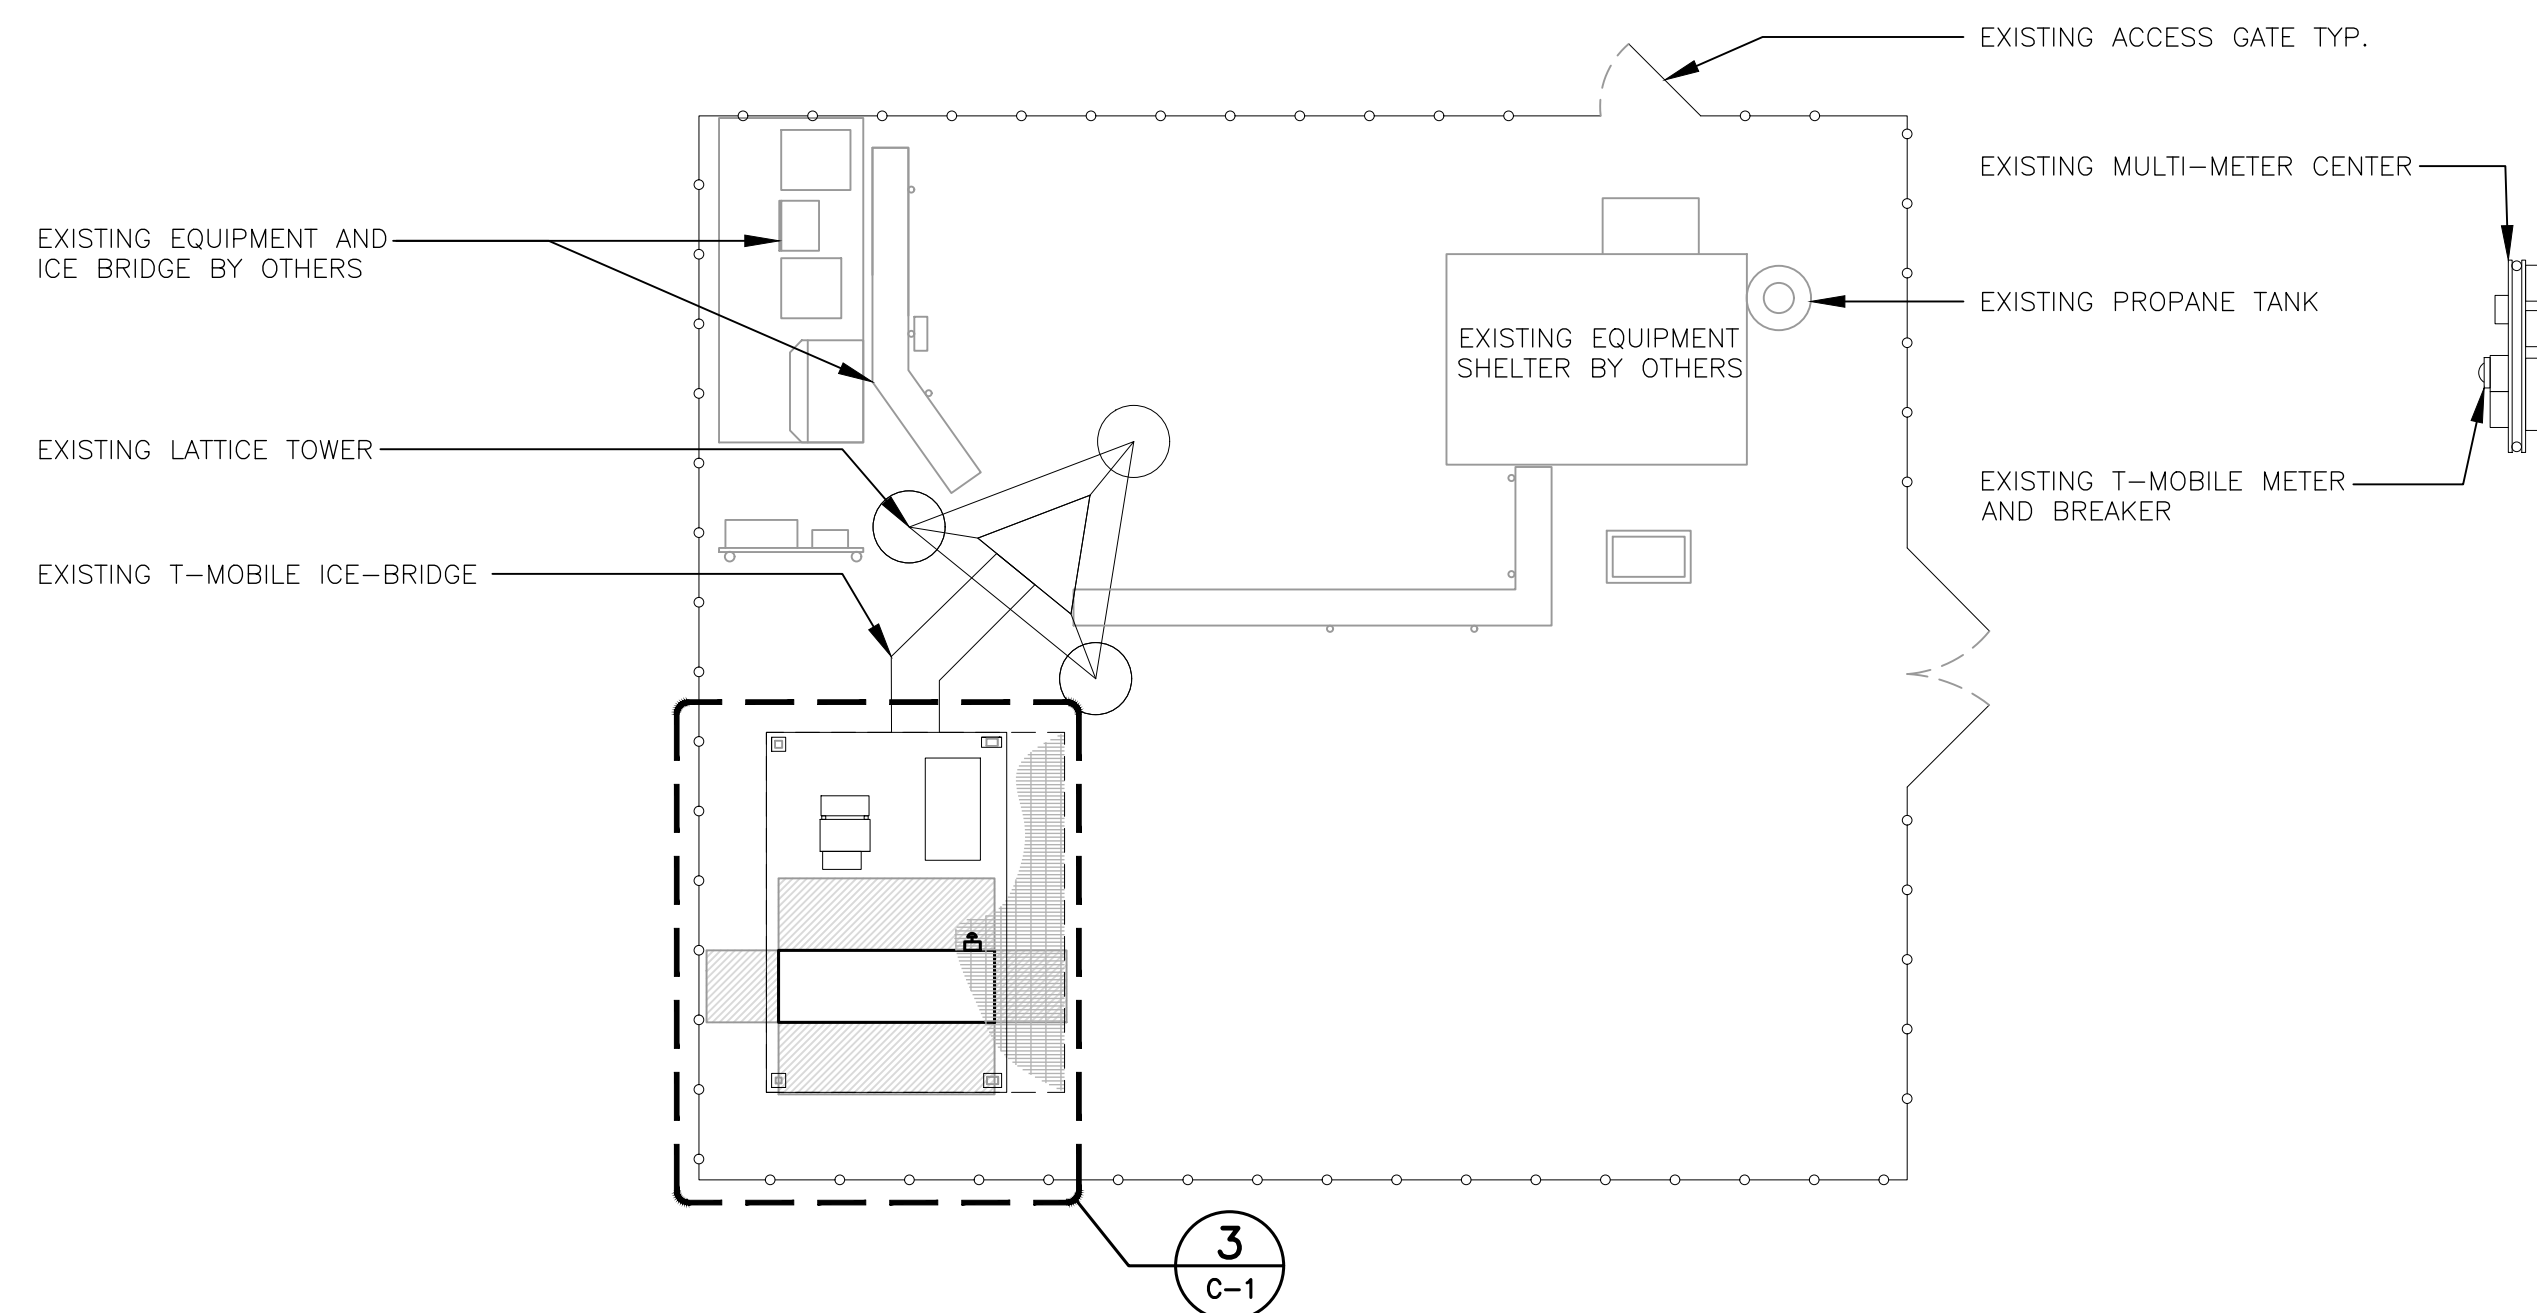 EXISTING ACCESS GATE TYP.
EXISTING MULTI-METER CENTER
EXISTING EQUIPMENT AND
ICE BRIDGE BY OTHERS
EXISTING PROPANE TANK
EXISTING EQUIPMENT
SHELTER BY OTHERS
EXISTING LATTICE TOWER
EXISTING T-MOBILE METER
AND BREAKER
EXISTING T-MOBILE ICE-BRIDGE
3
C-1